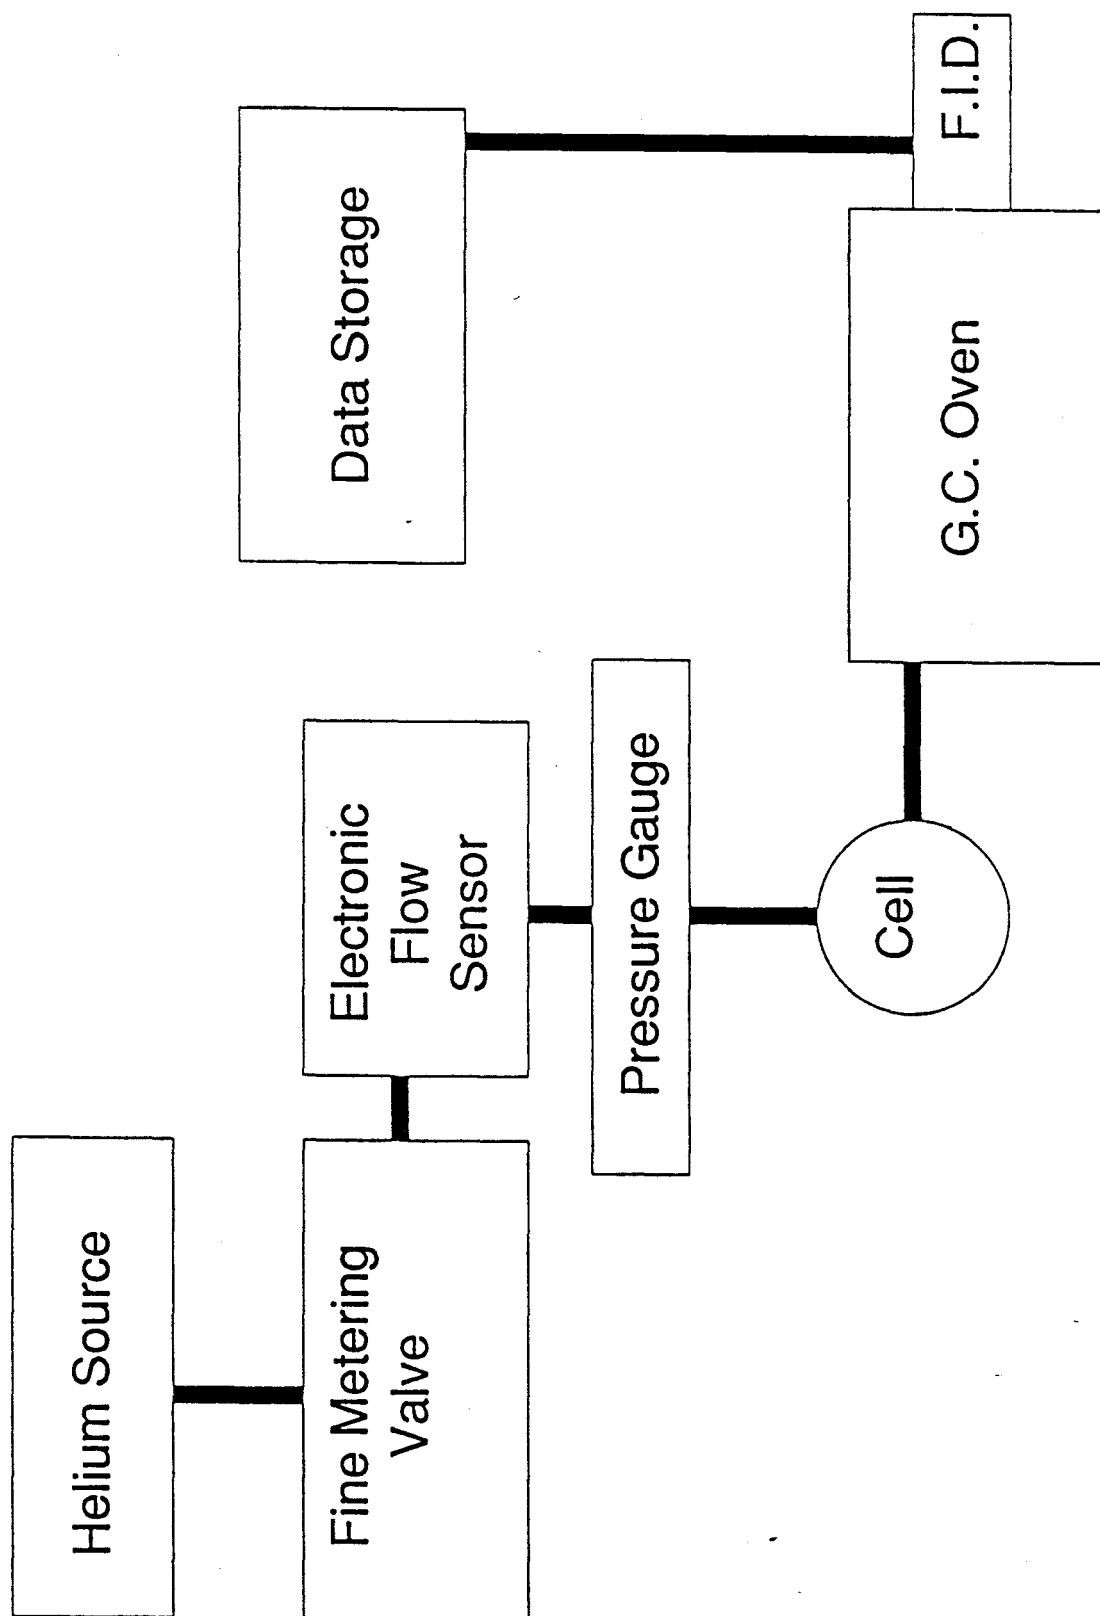 Helium Source
Fine Metering
Valve
Electronic
Flow
Sensor
Pressure Gauge
Cell
G.C. Oven
F.I.D.
Data Storage